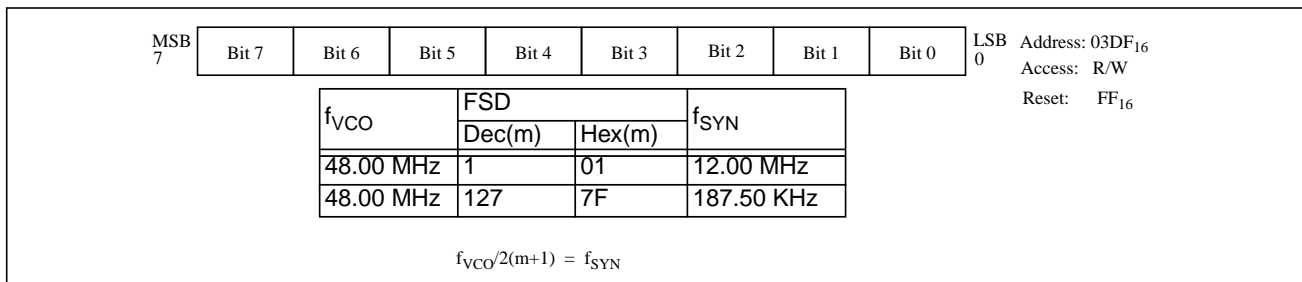 MSB 7 Bit 7 Bit 6 Bit 5 Bit 4 Bit 3 Bit 2 Bit 1 Bit 0 LSB 0
Address: 03DF16
Access: R/W
Reset: FF16
fVCO FSD fSYN
Dec(m) Hex(m)
48.00 MHz 1 01 12.00 MHz
48.00 MHz 127 7F 187.50 KHz
fVCO/2(m+1) = fSYN